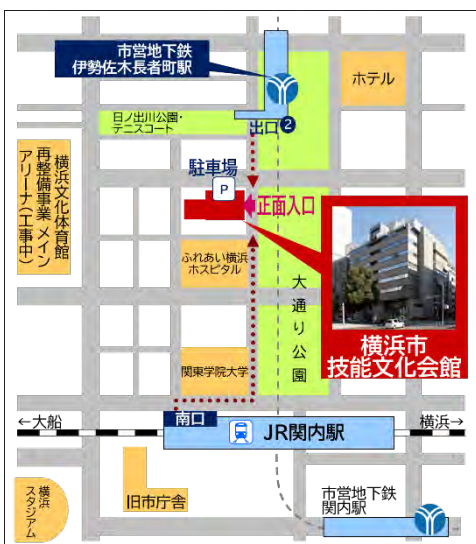 市営地下鉄
伊勢佐木長者町駅
ホテル
日ノ出川公園・
テニスコート
出口2
駐車場
P
正面入口
横浜文化体育館
再整備事業 メイン
アリーナ(工事中)
ふれあい横浜
ホスピタル
大通り公園
横浜市
技能文化会館
関東学院大学
南口
←大船
横浜→
JR関内駅
横浜
スタジアム
旧市庁舎
市営地下鉄
関内駅